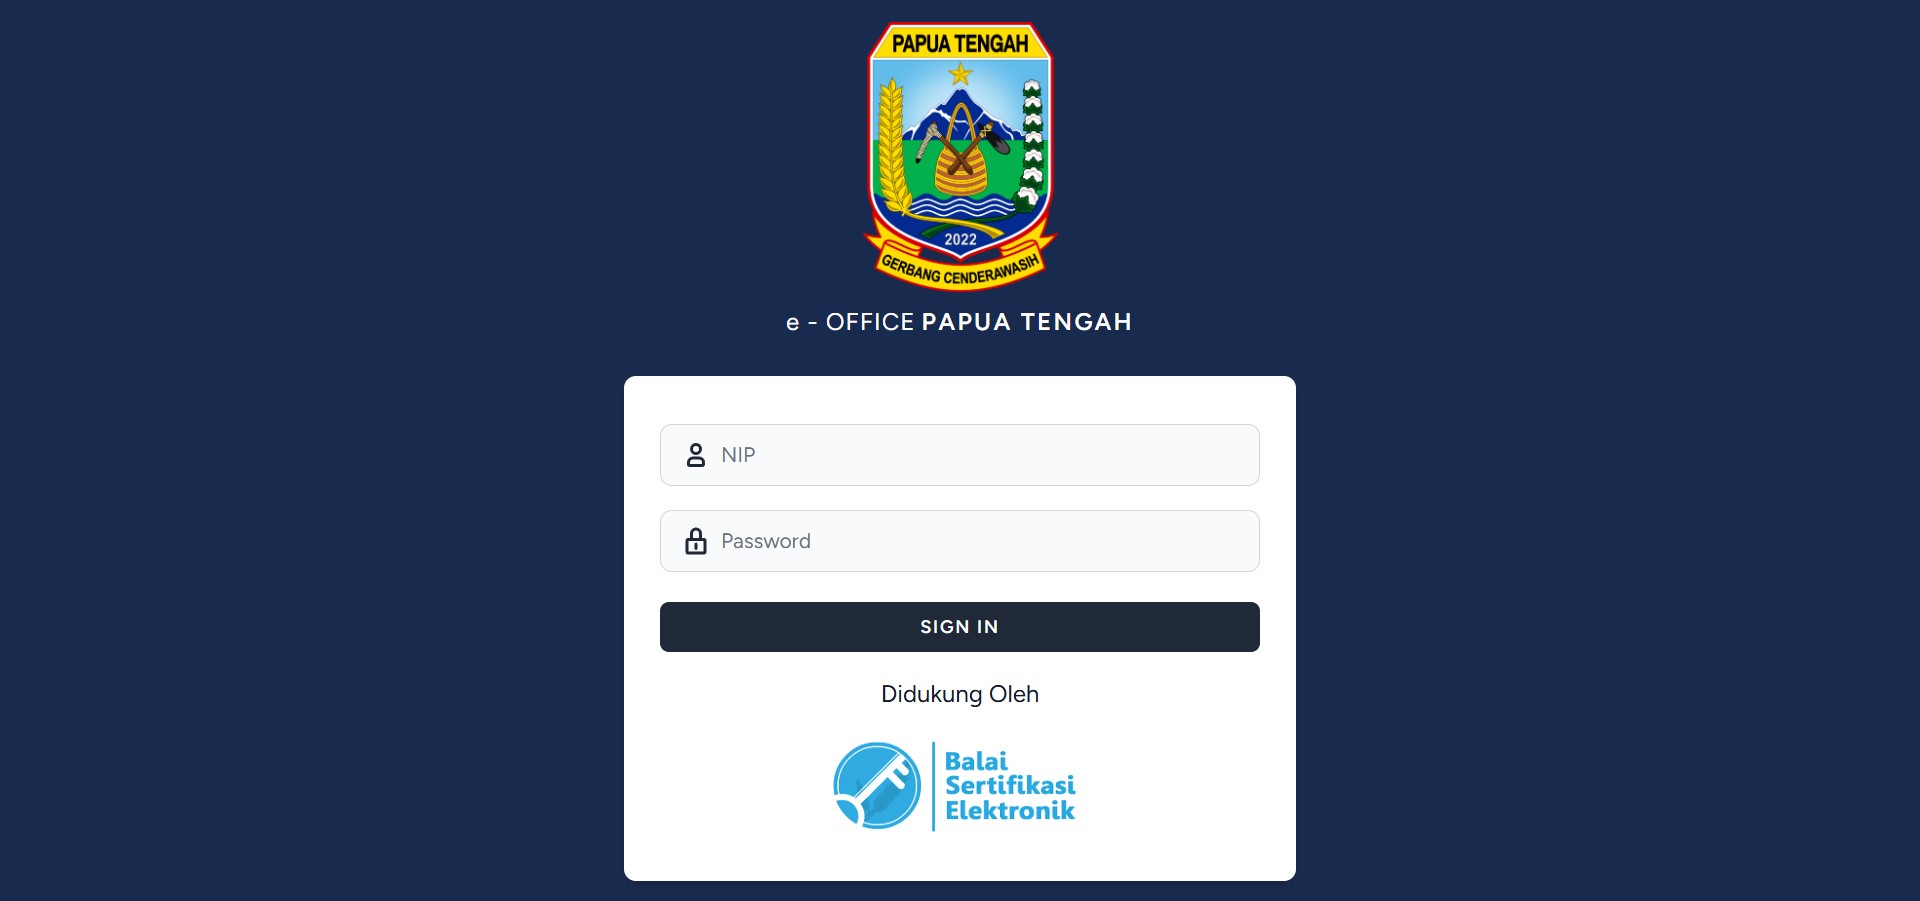 PAPUA TENGAH
2022
GERBANG CENDERAWASIH
e - OFFICE PAPUA TENGAH
NIP
Password
SIGN IN
Didukung Oleh
Balai
Sertifikasi
Elektronik